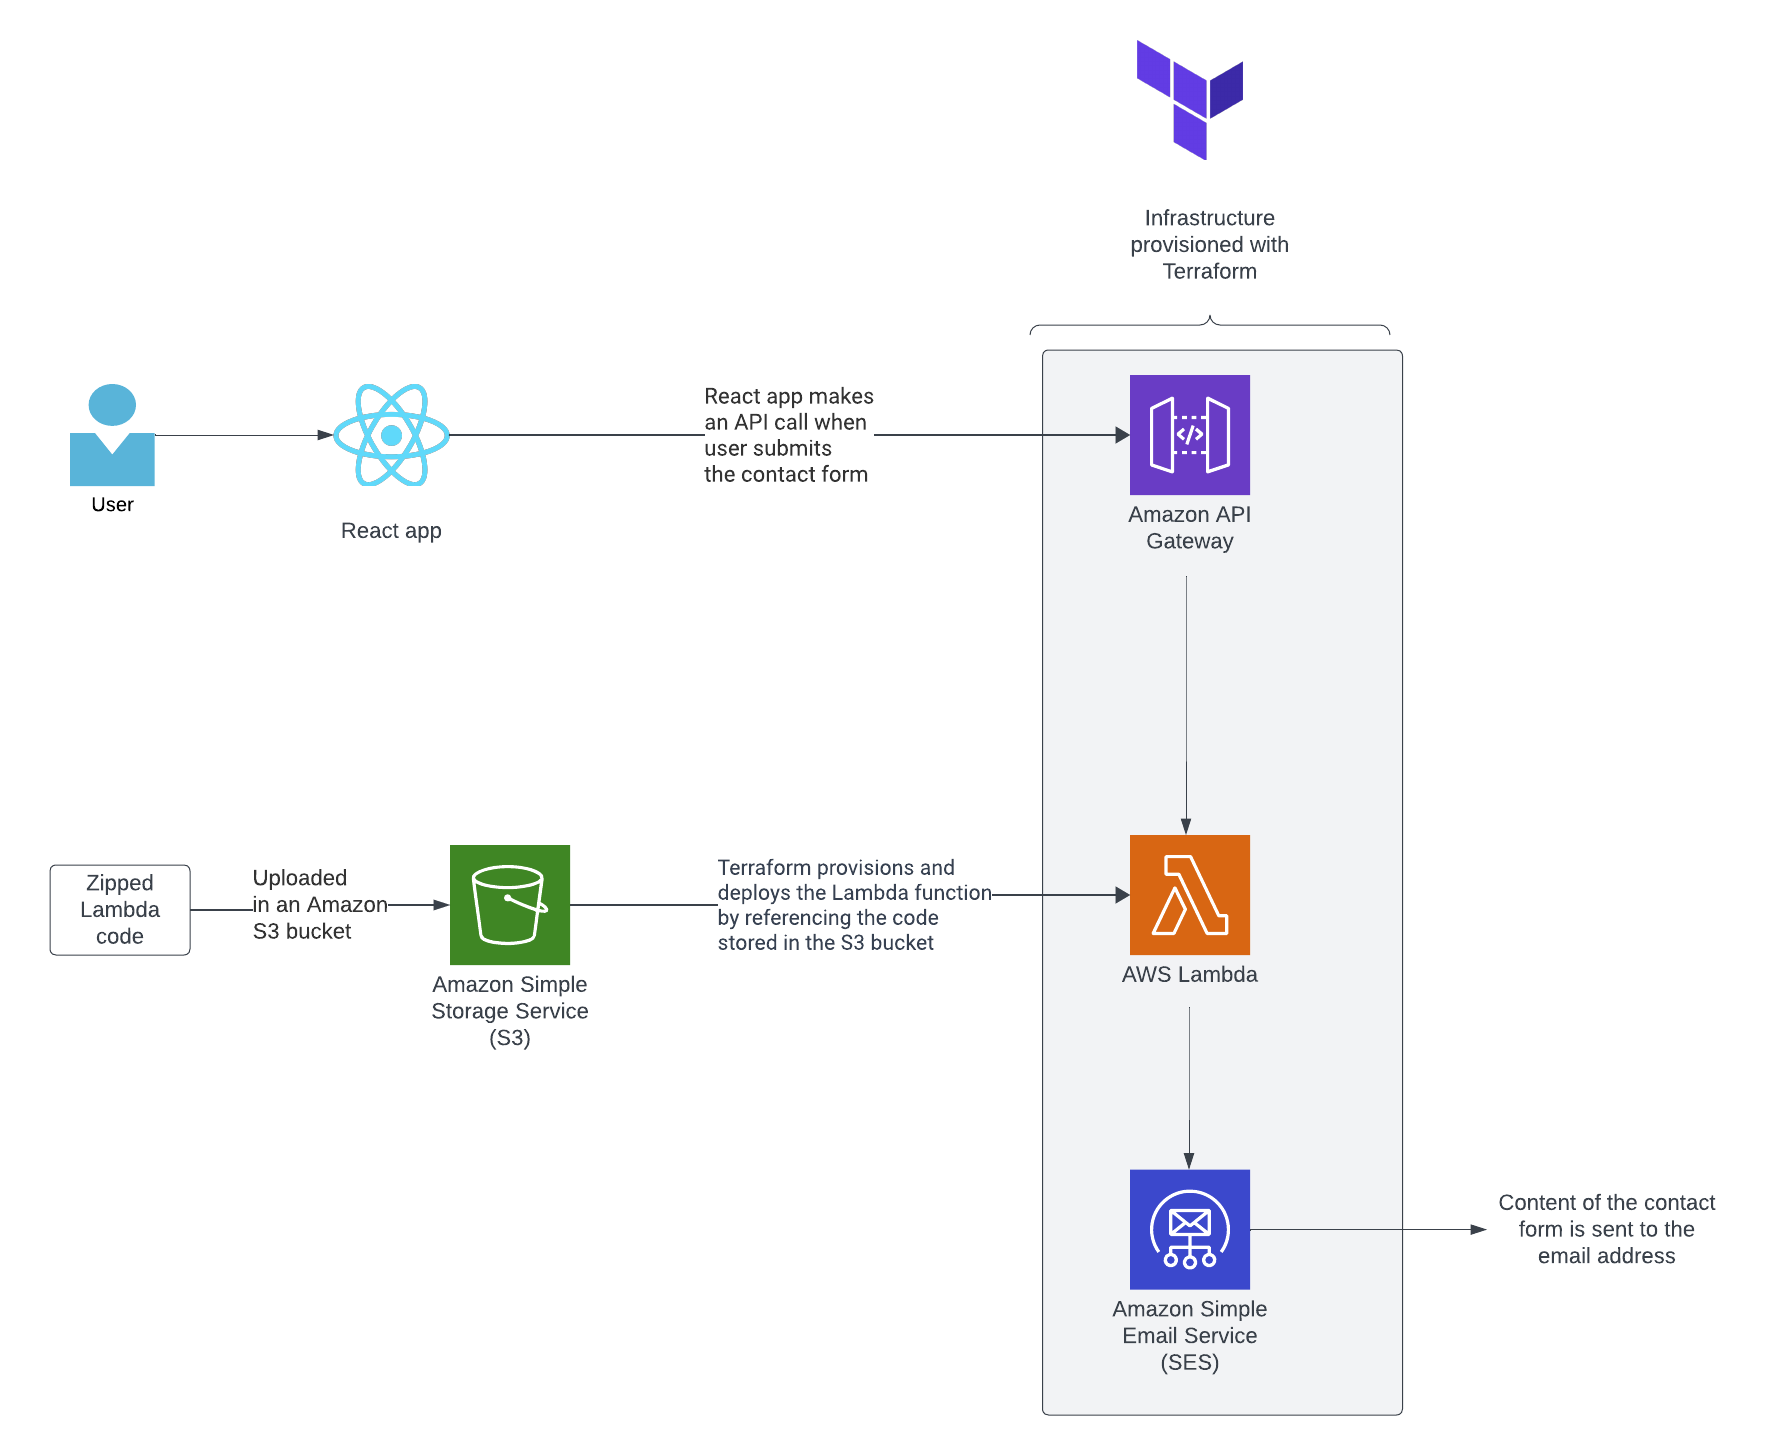 Infrastructure
provisioned with
Terraform
User
React app
React app makes
an API call when
user submits
the contact form
Amazon API
Gateway
Zipped
Lambda
code
Uploaded
in an Amazon
S3 bucket
Amazon Simple
Storage Service
(S3)
Terraform provisions and
deploys the Lambda function
by referencing the code
stored in the S3 bucket
AWS Lambda
Amazon Simple
Email Service
(SES)
Content of the contact
form is sent to the
email address